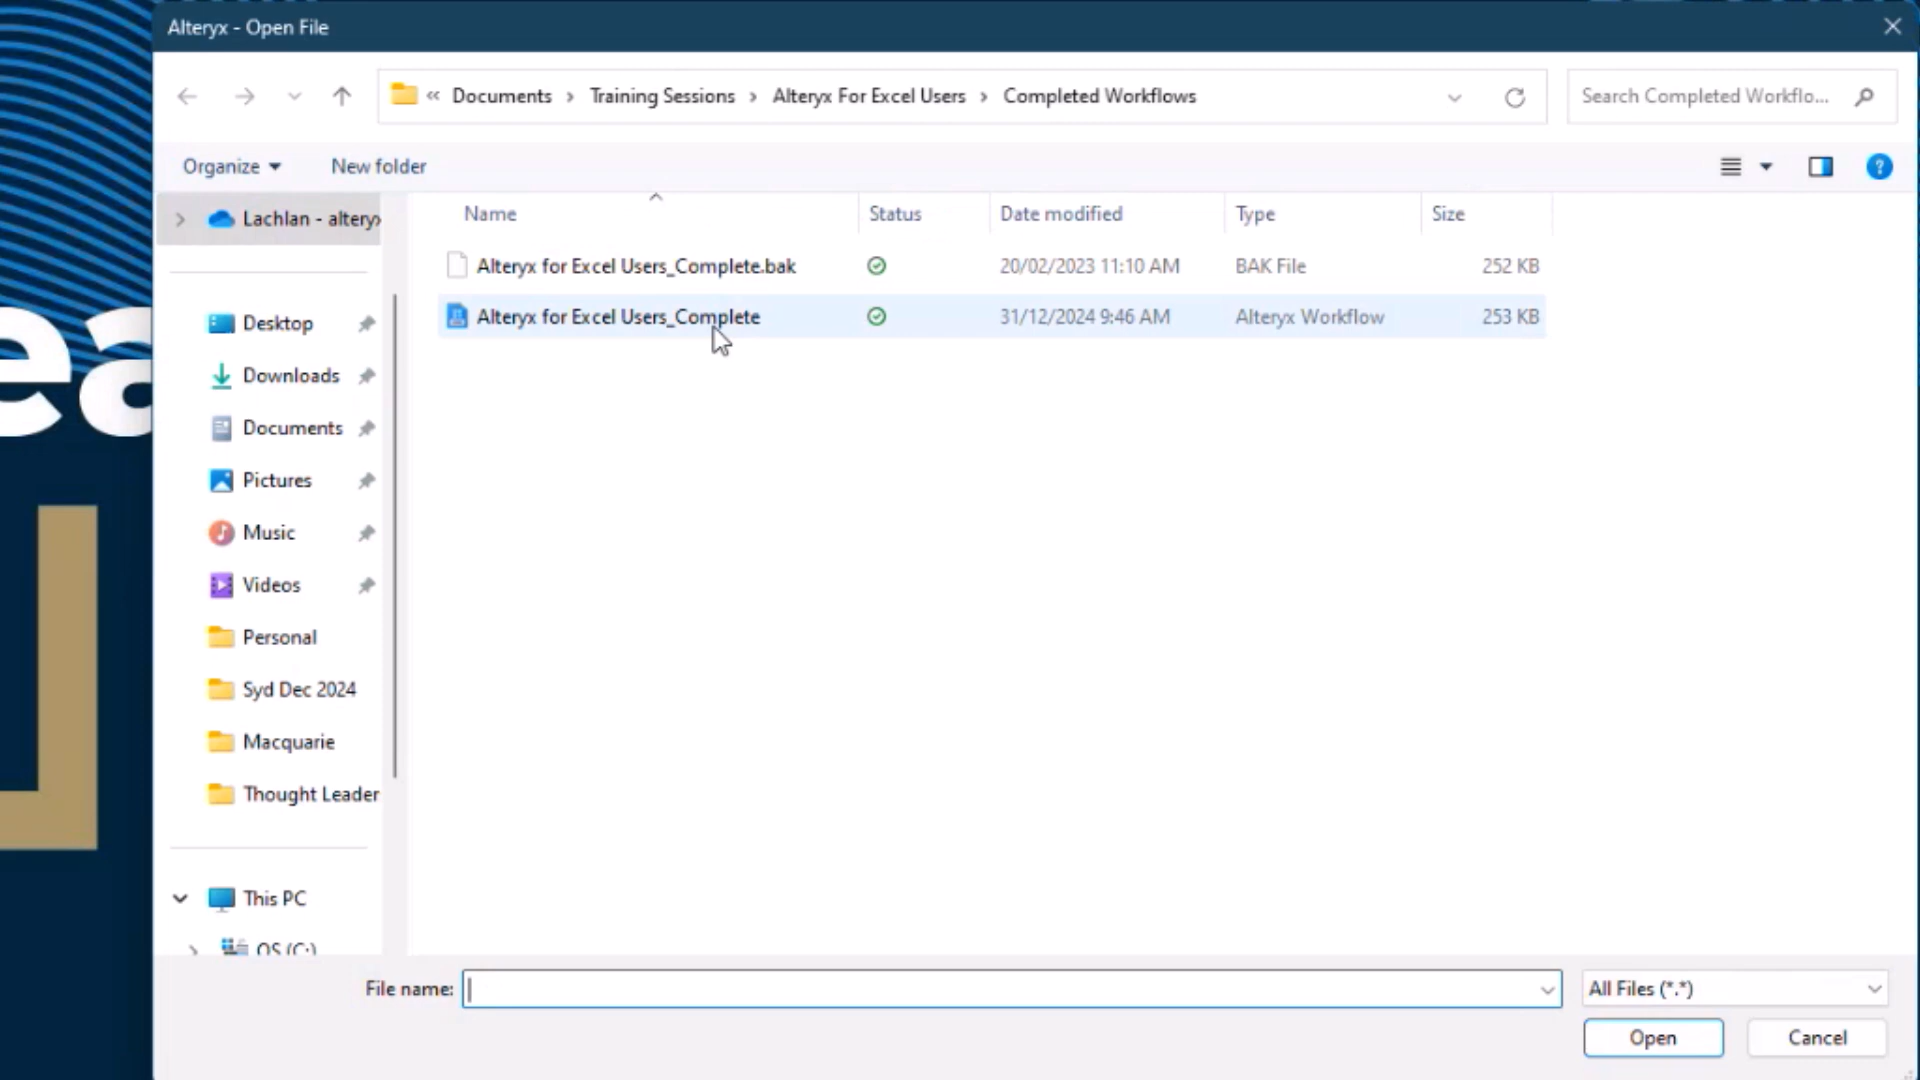 Alteryx - Open File
« Documents › Training Sessions › Alteryx For Excel Users › Completed Workflows
Search Completed Workflo...
Organize New folder
Name Status Date modified Type Size
Alteryx for Excel Users_Complete.bak 20/02/2023 11:10 AM BAK File 252 KB
Alteryx for Excel Users_Complete 31/12/2024 9:46 AM Alteryx Workflow 253 KB
Lachlan - alteryx
Desktop
Downloads
Documents
Pictures
Music
Videos
Personal
Syd Dec 2024
Macquarie
Thought Leader
This PC
OS (C:)
File name: All Files (*.*)
Open Cancel
ea